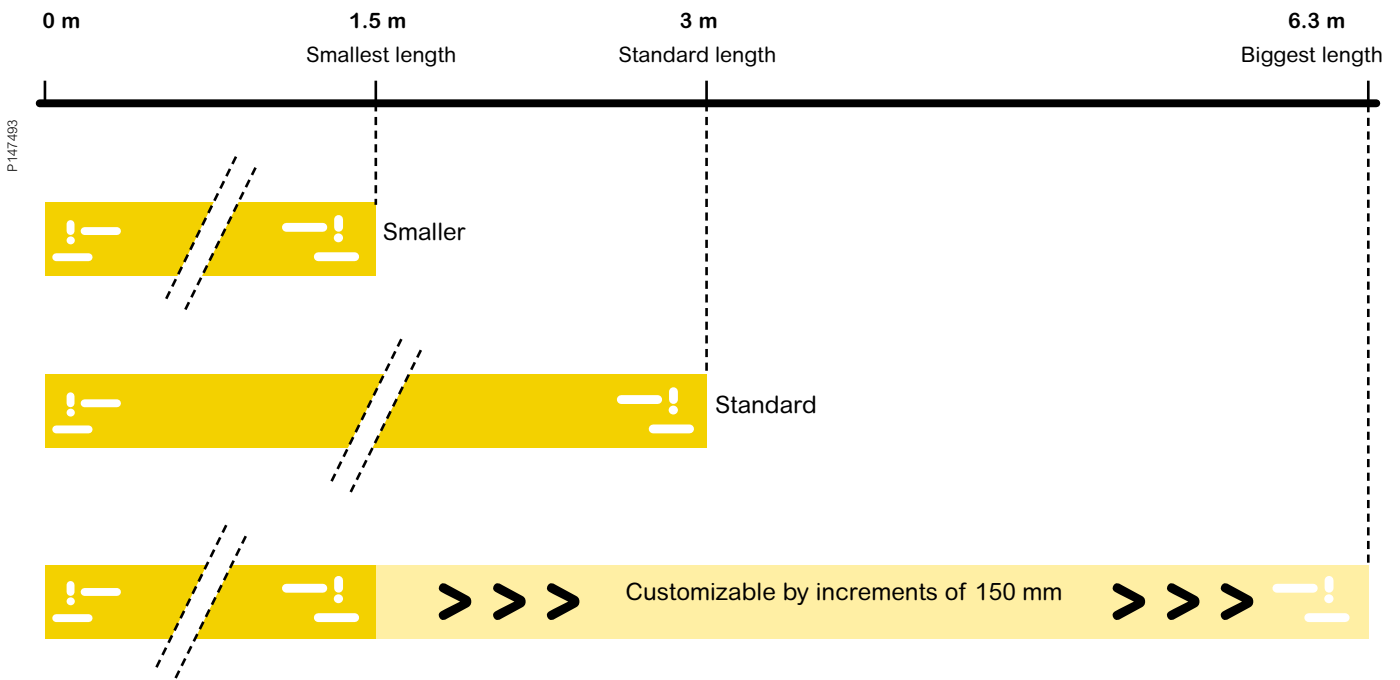 0 m
1.5 m
3 m
6.3 m
Smallest length
Standard length
Biggest length
P147493
Smaller
Standard
Customizable by increments of 150 mm